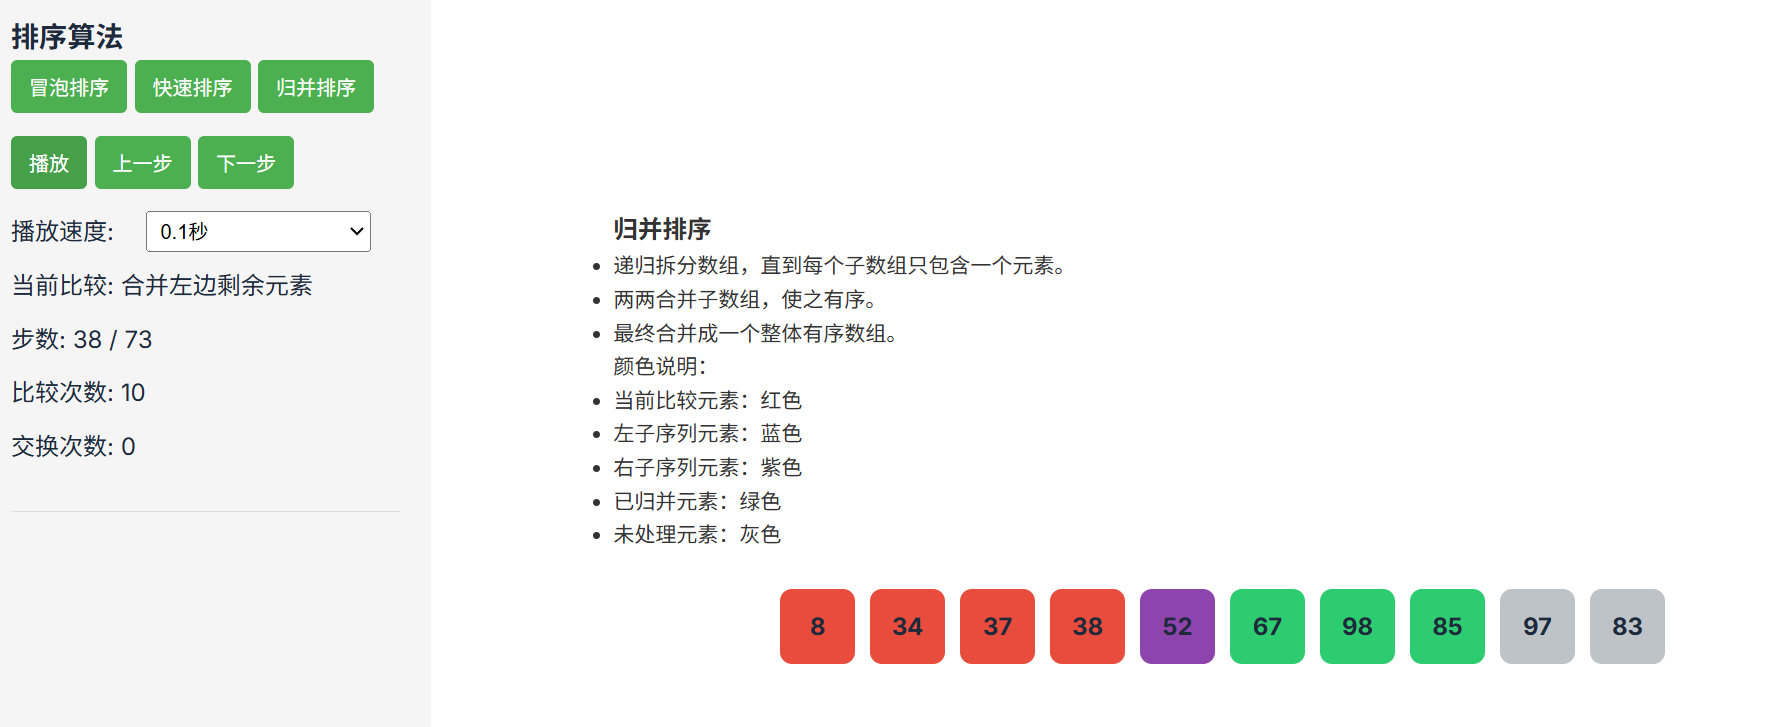 排序算法
冒泡排序 快速排序 归并排序
播放 上一步 下一步
播放速度: 0.1秒
当前比较: 合并左边剩余元素
步数: 38 / 73
比较次数: 10
交换次数: 0
归并排序
递归拆分数组，直到每个子数组只包含一个元素。
两两合并子数组，使之有序。
最终合并成一个整体有序数组。
颜色说明：
当前比较元素：红色
左子序列元素：蓝色
右子序列元素：紫色
已归并元素：绿色
未处理元素：灰色
8 34 37 38 52 67 98 85 97 83